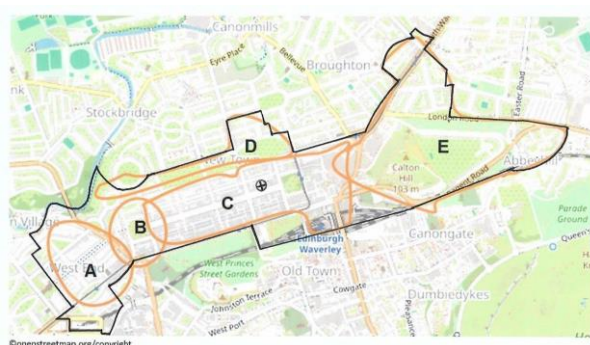 Canonmills
Eyre Place
Bellevue
Broughton
Easter Road
Stockbridge
London Road
D
E
New Town
Abbeyhill
Calton
Hill
103 m
C
B
Parade
Ground
Edinburgh
Waverley
Canongate
Queen's
West End
A
West Princes
Street Gardens
Old Town
Cowgate
Dumbiedykes
Johnston Terrace
Pleasance
West Port
©openstreetmap.org/copyright